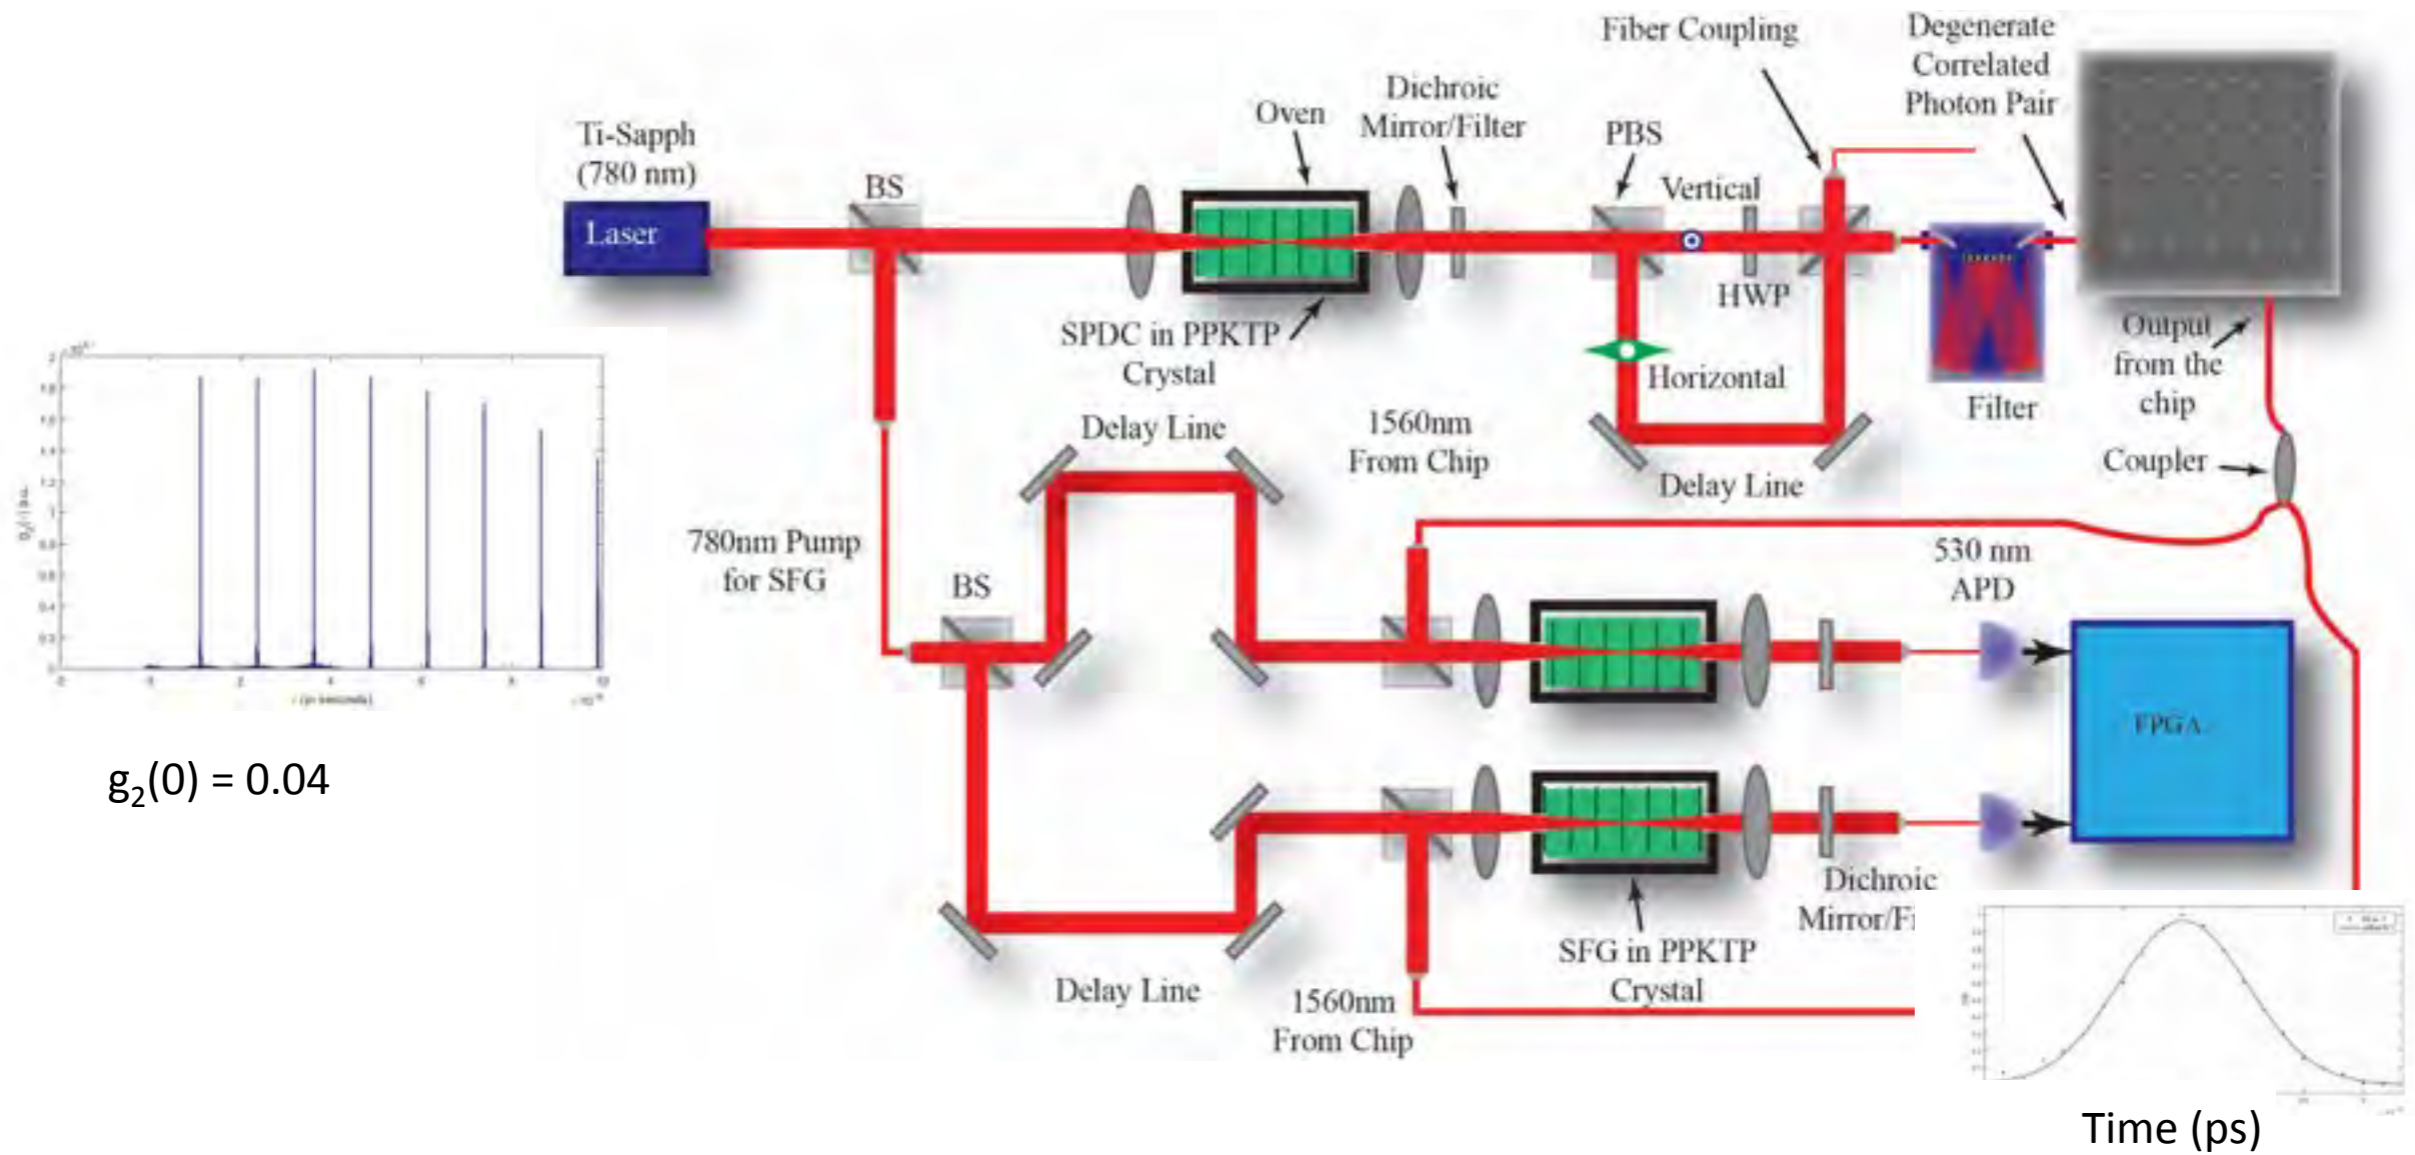 Fiber Coupling
Degenerate
Correlated
Photon Pair
Dichroic
Mirror/Filter
Oven
PBS
Ti-Sapph
(780 nm)
BS
Vertical
Laser
HWP
SPDC in PPKTP
Crystal
Horizontal
Filter
Output
from the
chip
Delay Line
1560nm
From Chip
Coupler
Delay Line
780nm Pump
for SFG
BS
530 nm
APD
FPGA
g2(0) = 0.04
Dichroic
Mirror/Fi
SFG in PPKTP
Crystal
Delay Line
1560nm
From Chip
Time (ps)